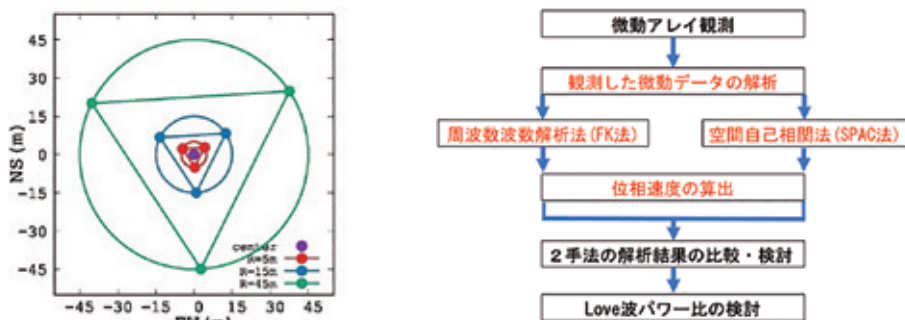 45
30
15
0
-15
-30
-45
NS (m)
center
R=5m
R=15m
R=45m
-45 -30 -15 0 15 30 45
微動アレイ観測
観測した微動データの解析
周波数波数解析法(FK法)
空間自己相関法(SPAC法)
位相速度の算出
２手法の解析結果の比較・検討
Love波パワー比の検討